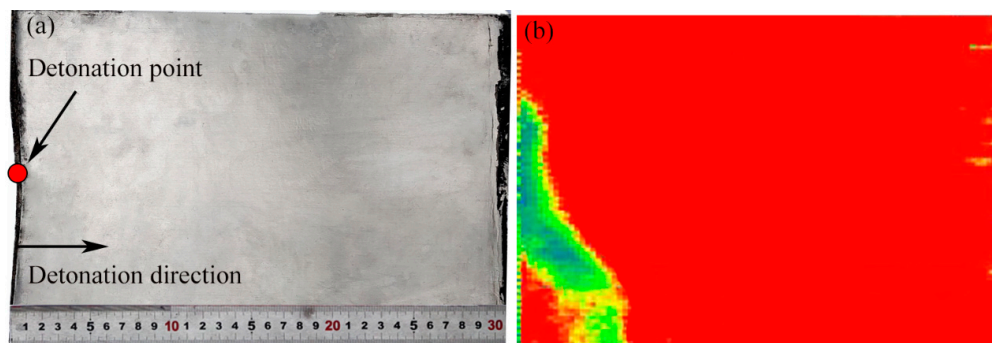 (a)
Detonation point
Detonation direction
1 2 3 4 5 6 7 8 9 10 1 2 3 4 5 6 7 8 9 20 1 2 3 4 5 6 7 8 9 30
(b)